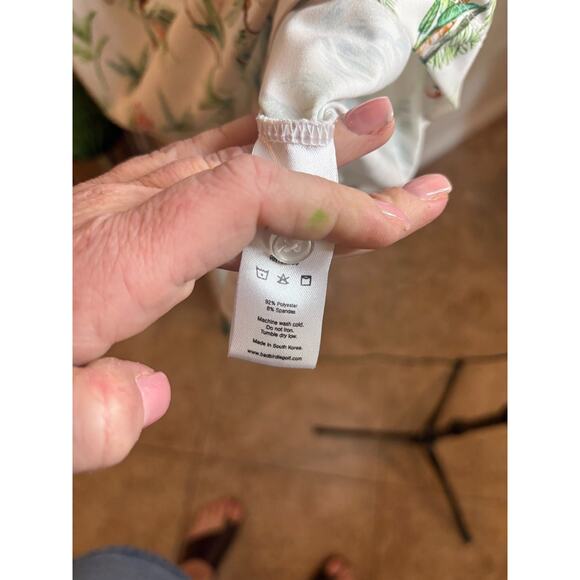 92% Polyester
8% Spandex
Machine wash cold.
Do not Iron.
Tumble dry low.
Made in South Korea.
www.badbirdiegolf.com